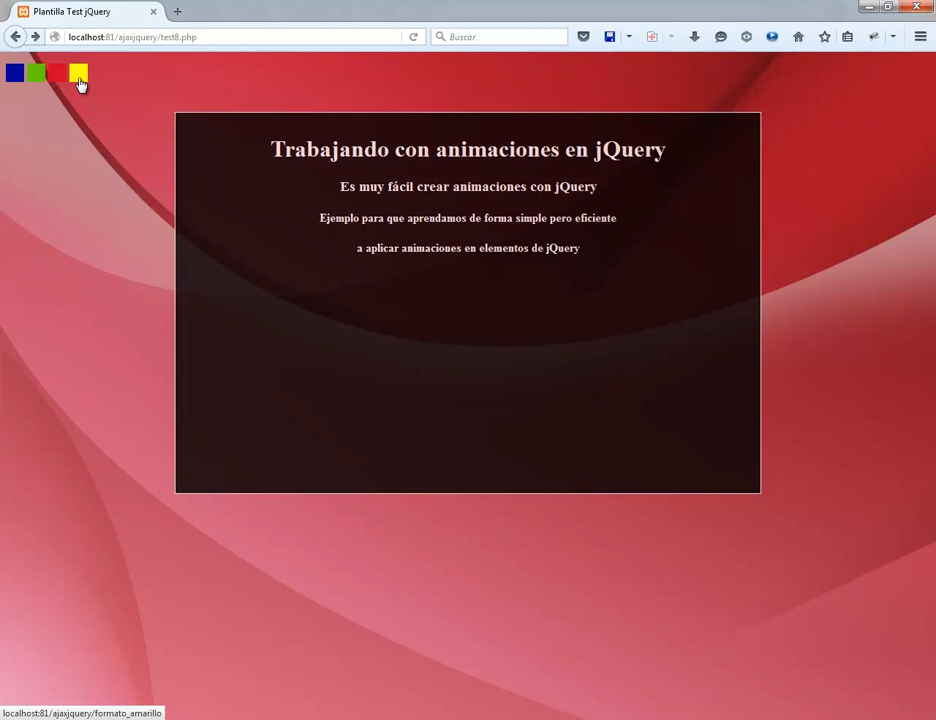 Plantilla Test jQuery
localhost:81/ajaxjquery/test8.php
Buscar
Trabajando con animaciones en jQuery
Es muy fácil crear animaciones con jQuery
Ejemplo para que aprendamos de forma simple pero eficiente
a aplicar animaciones en elementos de jQuery
localhost:81/ajaxjquery/formato_amarillo